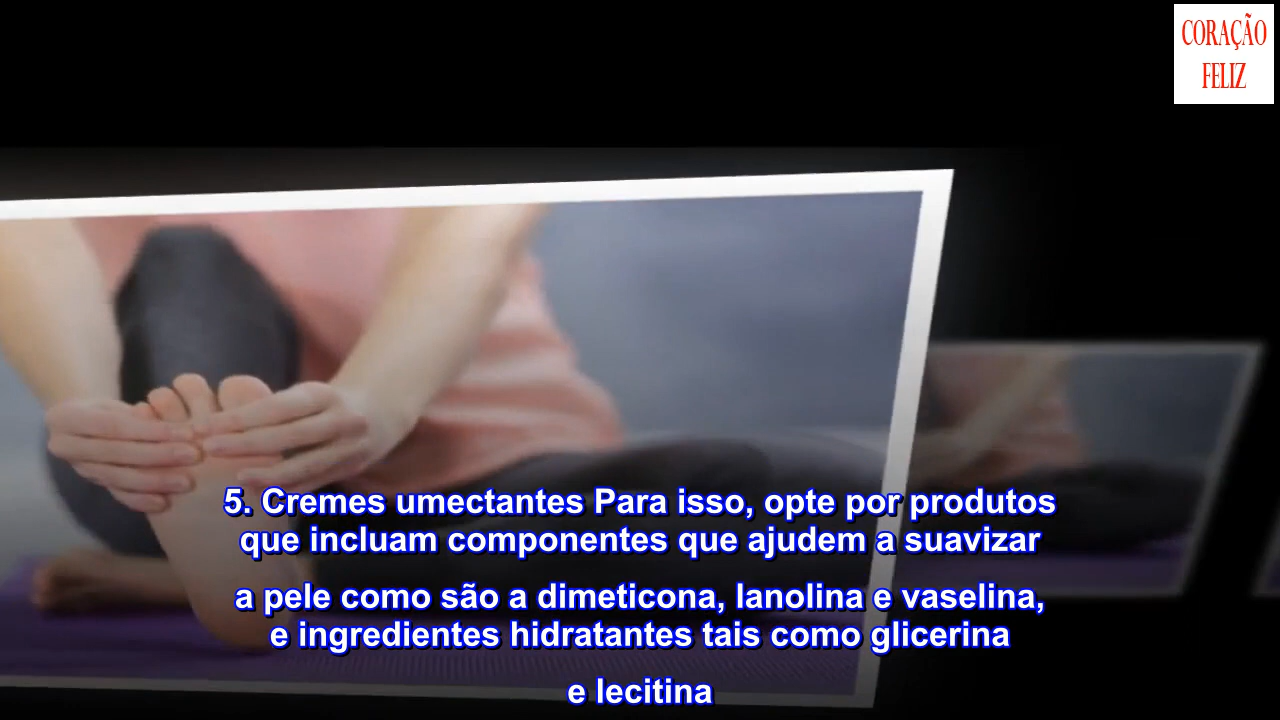 CORAÇÃO
FELIZ
5. Cremes umectantes Para isso, opte por produtos
que incluam componentes que ajudem a suavizar
a pele como são a dimeticona, lanolina e vaselina,
e ingredientes hidratantes tais como glicerina
e lecitina